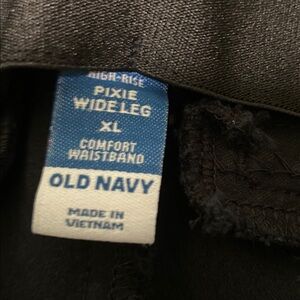 HIGH-RISE
PIXIE
WIDE LEG
XL
COMFORT
WAISTBAND
OLD NAVY
MADE IN
VIETNAM